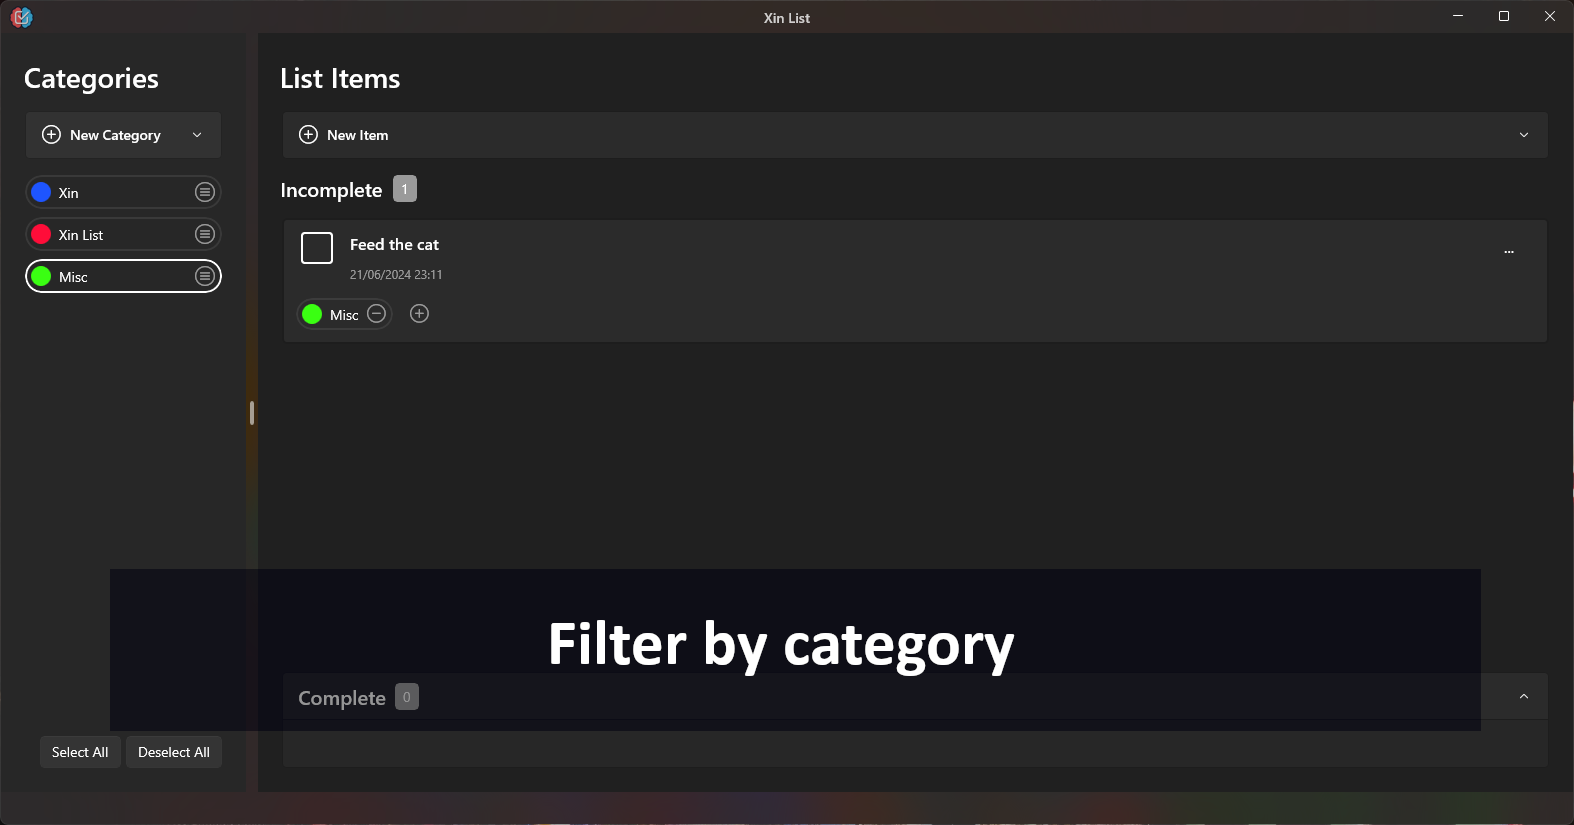 Xin List
Categories
New Category
Xin
Xin List
Misc
Select All
Deselect All
List Items
New Item
Incomplete 1
Feed the cat
21/06/2024 23:11
Misc
Filter by category
Complete 0